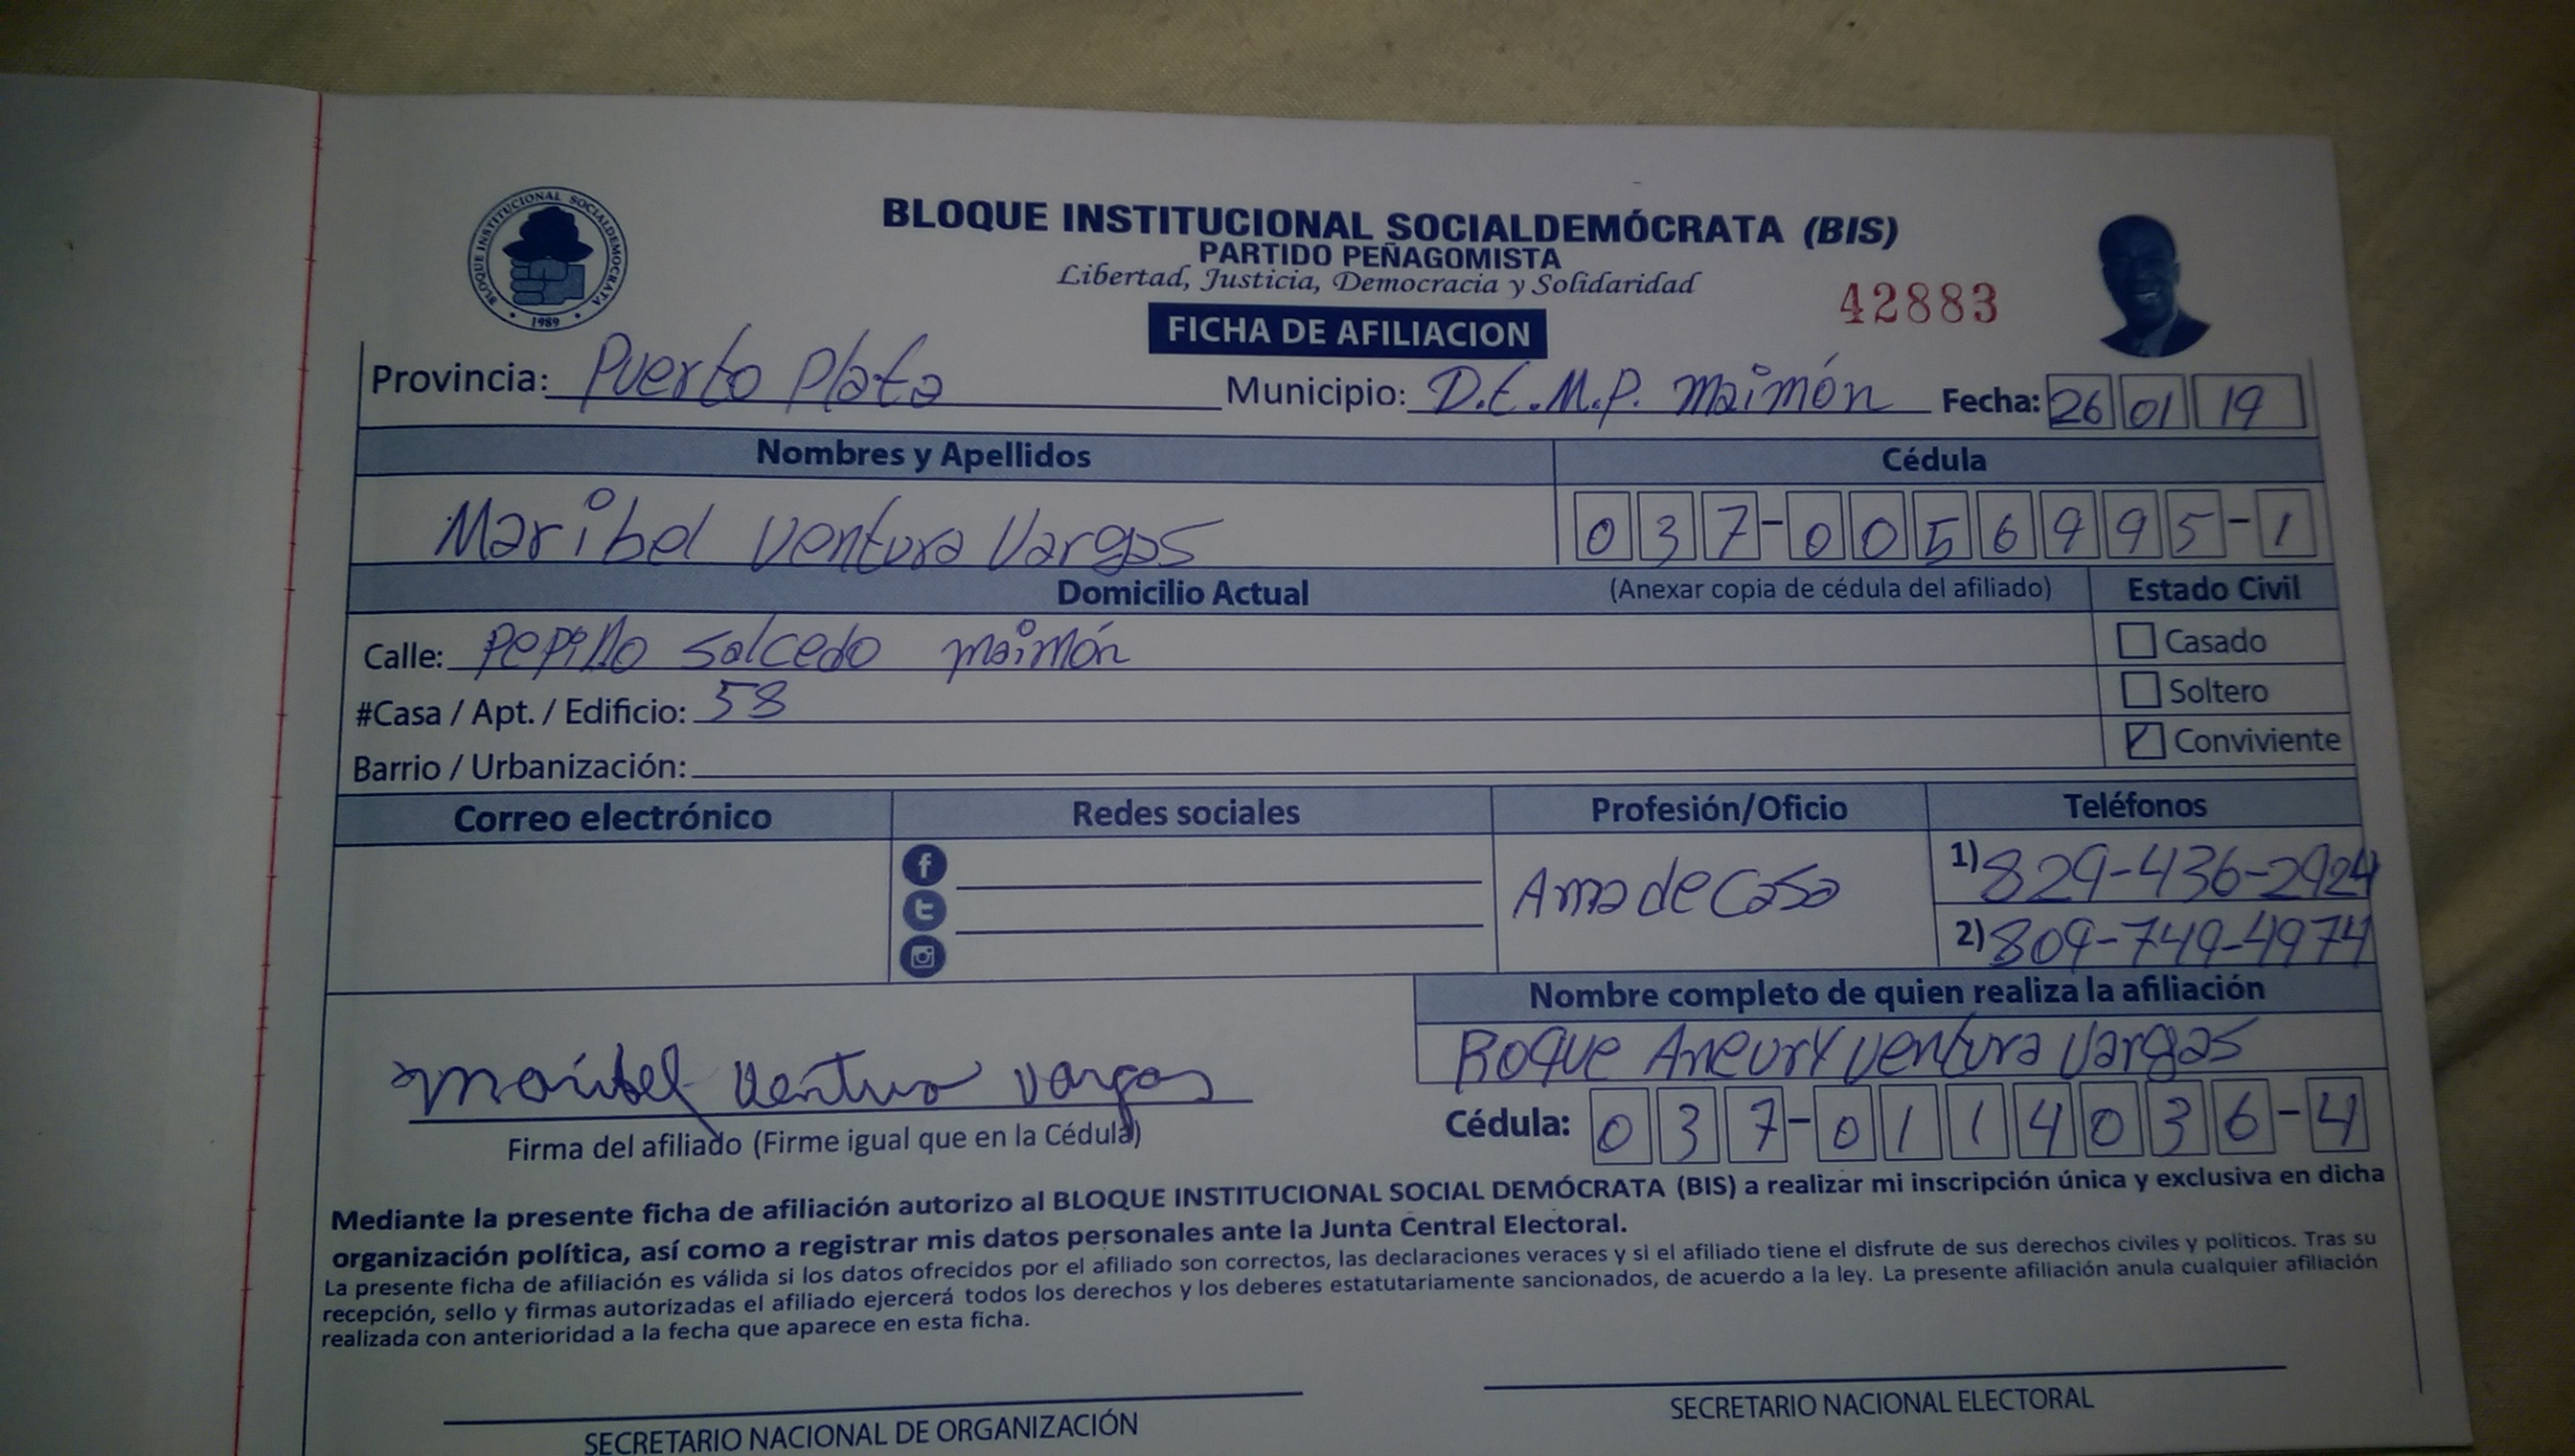 BLOQUE INSTITUCIONAL SOCIALDEMOCRATA
1989
BLOQUE INSTITUCIONAL SOCIALDEMÓCRATA (BIS)
PARTIDO PEÑAGOMISTA
Libertad, Justicia, Democracia y Solidaridad
42883
FICHA DE AFILIACION
Provincia: Puerto Plata Municipio: D.E.M.P. Maimón Fecha: 26 01 19
Nombres y Apellidos Cédula
Maribel Ventura Vargas 037-0056995-1
Domicilio Actual (Anexar copia de cédula del afiliado) Estado Civil
Calle: Pepillo Salcedo Maimón Casado
#Casa / Apt. / Edificio: 58 Soltero
Barrio / Urbanización: Conviviente
Correo electrónico Redes sociales Profesión/Oficio Teléfonos
Ama de Casa 1) 829-436-2924
2) 809-749-4974
Nombre completo de quien realiza la afiliación
Roque Aneury Ventura Vargas
Maribel Ventura Vargas
Cédula: 037-0114036-4
Firma del afiliado (Firme igual que en la Cédula)
Mediante la presente ficha de afiliación autorizo al BLOQUE INSTITUCIONAL SOCIAL DEMÓCRATA (BIS) a realizar mi inscripción única y exclusiva en dicha
organización política, así como a registrar mis datos personales ante la Junta Central Electoral.
La presente ficha de afiliación es válida si los datos ofrecidos por el afiliado son correctos, las declaraciones veraces y si el afiliado tiene el disfrute de sus derechos civiles y políticos. Tras su
recepción, sello y firmas autorizadas el afiliado ejercerá todos los derechos y los deberes estatutariamente sancionados, de acuerdo a la ley. La presente afiliación anula cualquier afiliación
realizada con anterioridad a la fecha que aparece en esta ficha.
SECRETARIO NACIONAL DE ORGANIZACIÓN SECRETARIO NACIONAL ELECTORAL